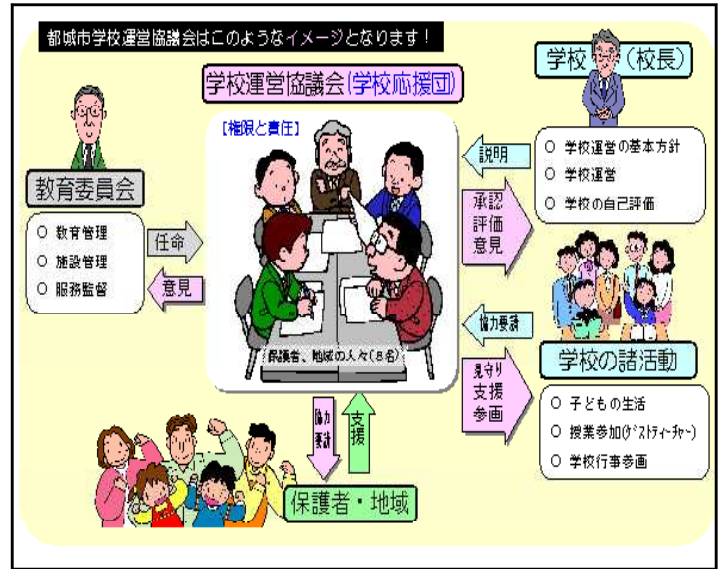 都城市学校運営協議会はこのようなイメージとなります！
学校運営協議会(学校応援団)
学校（校長）
【権限と責任】
説明
○ 学校運営の基本方針
○ 学校運営
○ 学校の自己評価
承認
評価
意見
教育委員会
○ 教育管理
○ 施設管理
○ 服務監督
任命
意見
保護者、地域の人々(8名)
協力要請
学校の諸活動
見守り
支援
参画
○ 子どもの生活
○ 授業参加(ｹﾞｽﾄﾃｨｰﾁｬｰ)
○ 学校行事参画
協力
要請
支援
保護者・地域